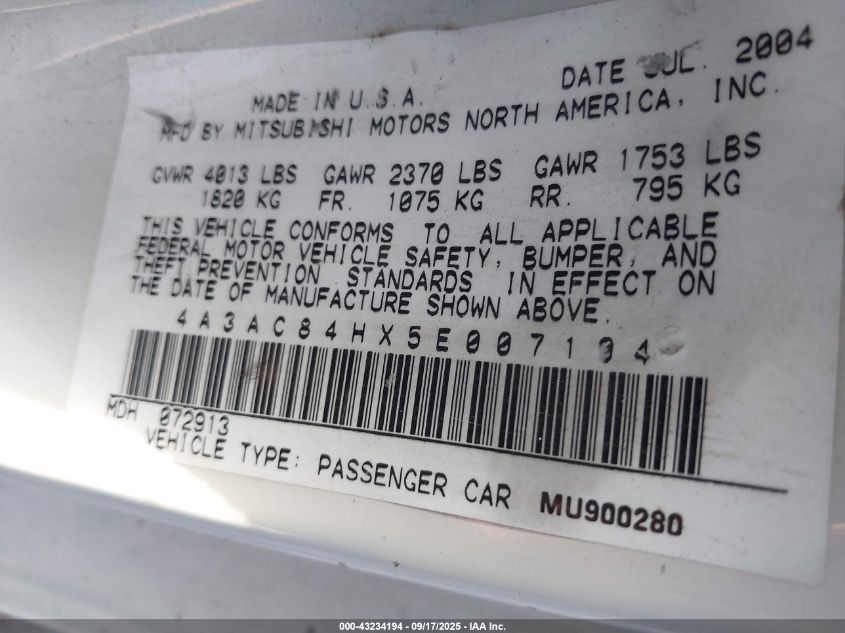 MADE IN U.S.A. DATE JUL. 2004
MFD BY MITSUBISHI MOTORS NORTH AMERICA, INC.
GVWR 4013 LBS GAWR 2370 LBS GAWR 1753 LBS
1820 KG FR. 1075 KG RR. 795 KG
THIS VEHICLE CONFORMS TO ALL APPLICABLE
FEDERAL MOTOR VEHICLE SAFETY, BUMPER, AND
THEFT PREVENTION STANDARDS IN EFFECT ON
THE DATE OF MANUFACTURE SHOWN ABOVE.
4A3AC84HX5E007104
MDH 072913
VEHICLE TYPE: PASSENGER CAR MU900280
000-43234194 - 09/17/2025 - IAA Inc.